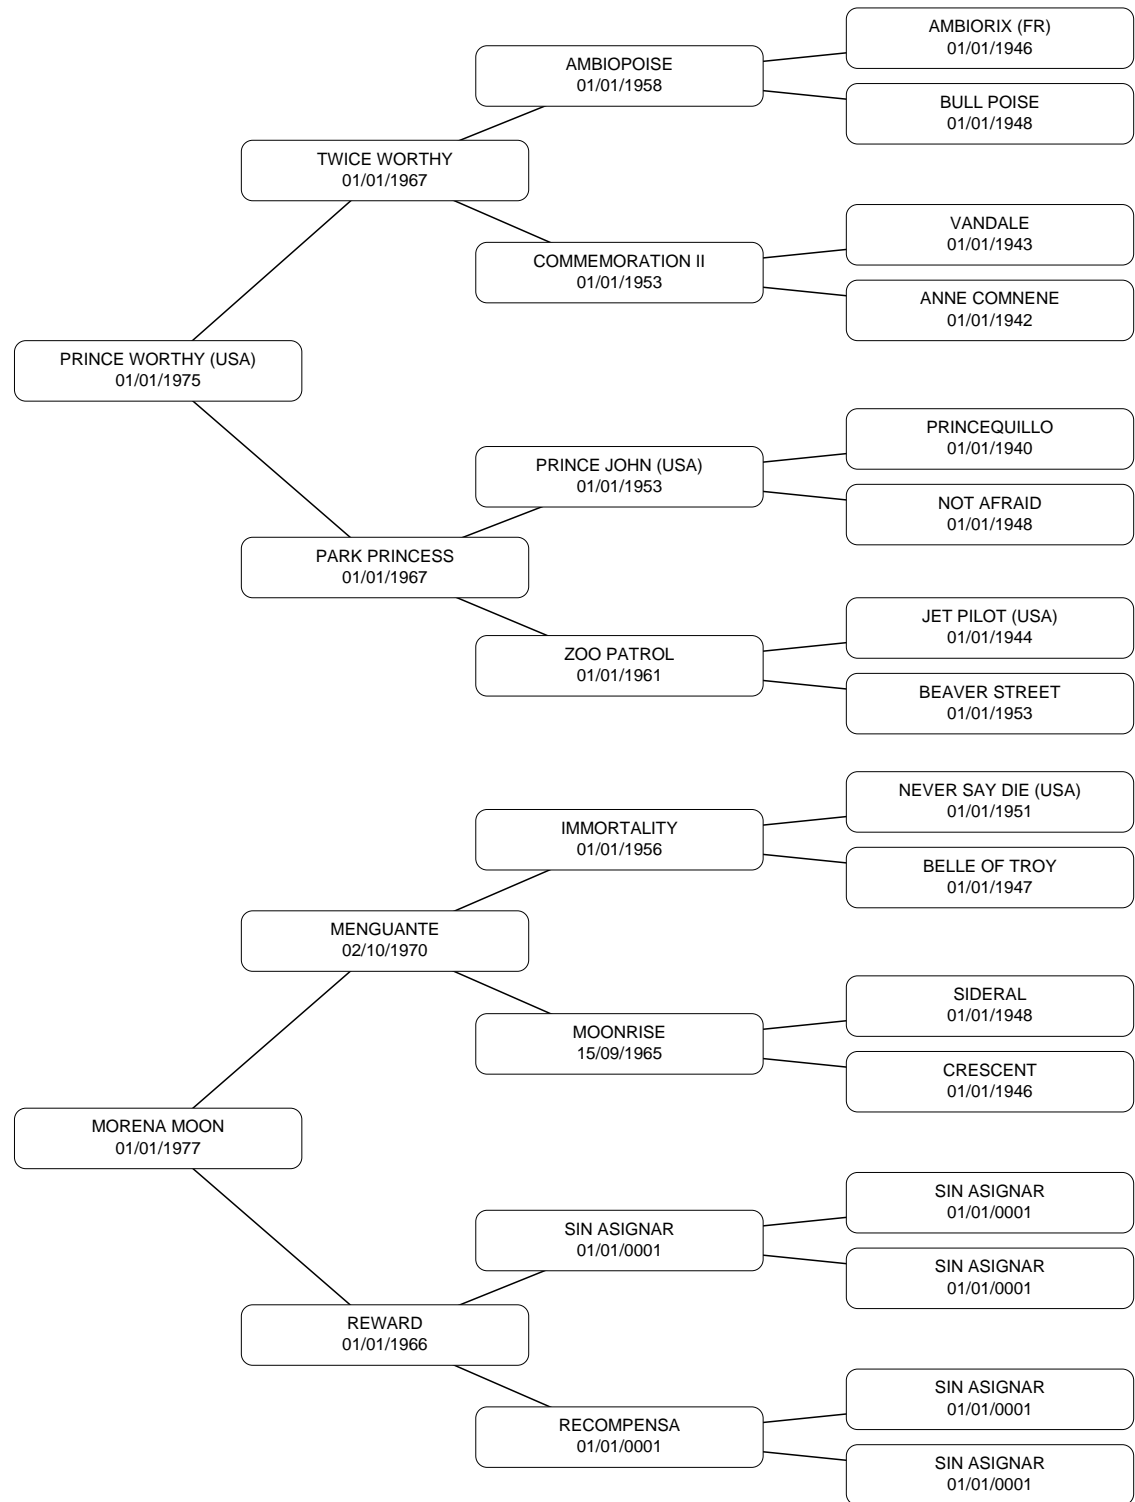 AMBIORIX (FR)
01/01/1946
AMBIOPOISE
01/01/1958
BULL POISE
01/01/1948
TWICE WORTHY
01/01/1967
VANDALE
01/01/1943
COMMEMORATION II
01/01/1953
ANNE COMNENE
01/01/1942
PRINCE WORTHY (USA)
01/01/1975
PRINCEQUILLO
01/01/1940
PRINCE JOHN (USA)
01/01/1953
NOT AFRAID
01/01/1948
PARK PRINCESS
01/01/1967
JET PILOT (USA)
01/01/1944
ZOO PATROL
01/01/1961
BEAVER STREET
01/01/1953
NEVER SAY DIE (USA)
01/01/1951
IMMORTALITY
01/01/1956
BELLE OF TROY
01/01/1947
MENGUANTE
02/10/1970
SIDERAL
01/01/1948
MOONRISE
15/09/1965
CRESCENT
01/01/1946
MORENA MOON
01/01/1977
SIN ASIGNAR
01/01/0001
SIN ASIGNAR
01/01/0001
SIN ASIGNAR
01/01/0001
REWARD
01/01/1966
SIN ASIGNAR
01/01/0001
RECOMPENSA
01/01/0001
SIN ASIGNAR
01/01/0001